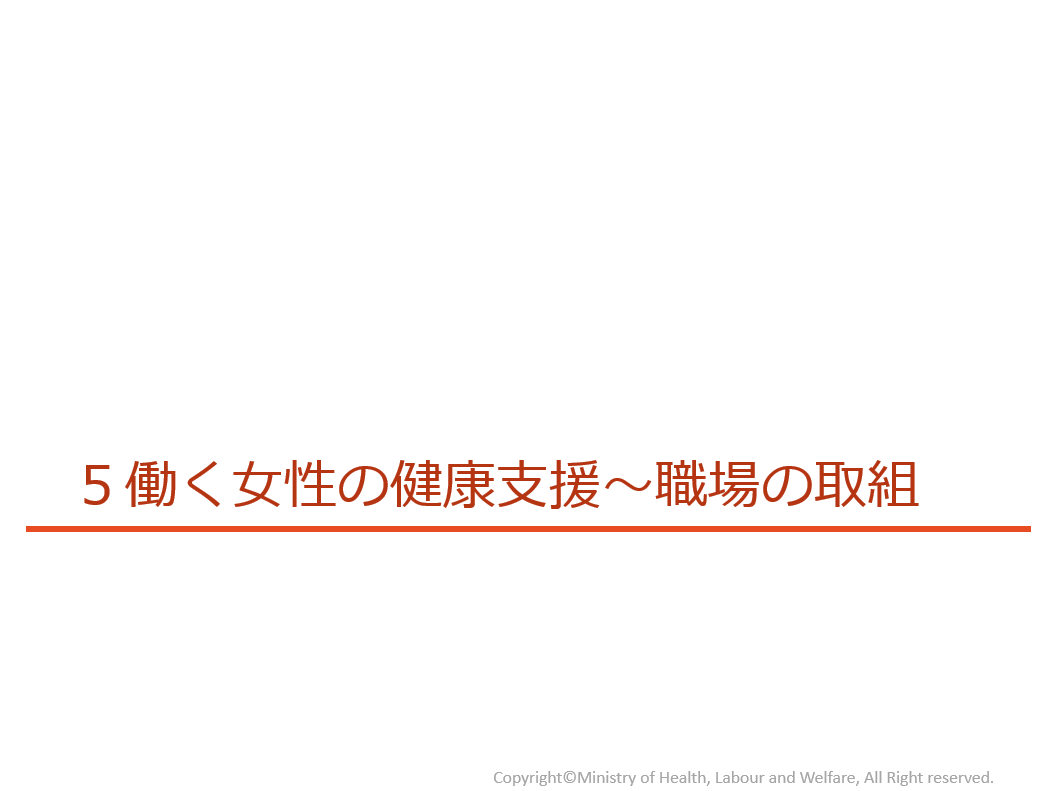 ５働く女性の健康支援～職場の取組
Copyright©Ministry of Health, Labour and Welfare, All Right reserved.